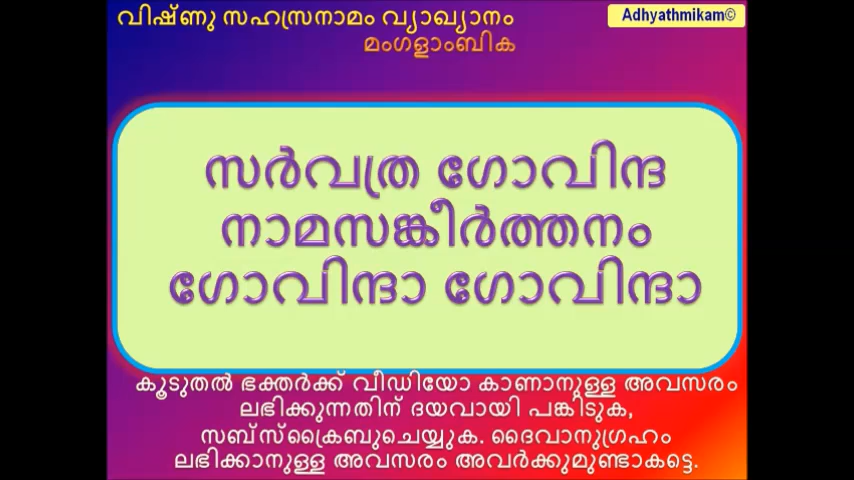 വിഷ്ണു സഹസ്രനാമം വ്യാഖ്യാനം
Adhyathmikam©
മംഗളാംബിക
സർവത്ര ഗോവിന്ദ
നാമസങ്കീർത്തനം
ഗോവിന്ദാ ഗോവിന്ദാ
കൂടുതൽ ഭക്തർക്ക് വീഡിയോ കാണാനുള്ള അവസരം
ലഭിക്കുന്നതിന് ദയവായി പങ്കിടുക,
സബ്സ്ക്രൈബുചെയ്യുക. ദൈവാനുഗ്രഹം
ലഭിക്കാനുള്ള അവസരം അവർക്കുമുണ്ടാകട്ടെ.